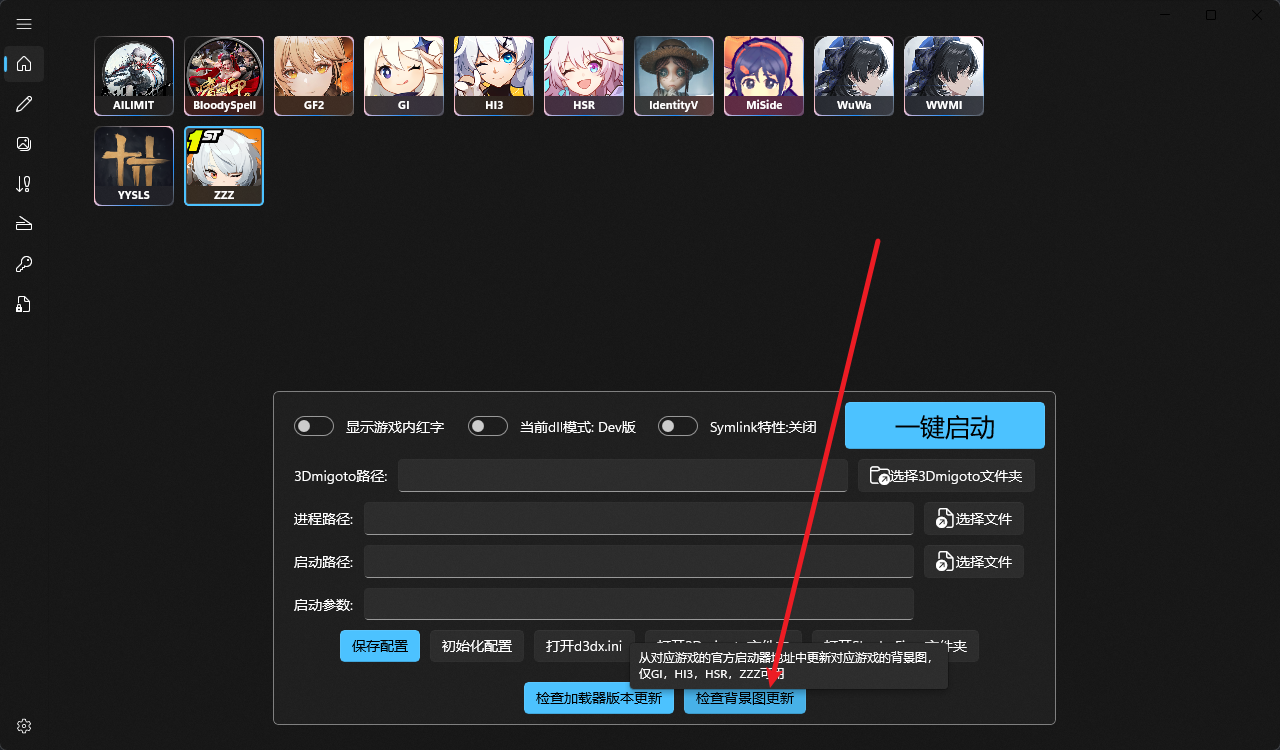 AILIMIT
BloodySpell
GF2
GI
HI3
HSR
IdentityV
MiSide
WuWa
WWMI
1ST
YYSLS
ZZZ
显示游戏内红字
当前dll模式: Dev版
Symlink特性:关闭
一键启动
3Dmigoto路径:
选择3Dmigoto文件夹
进程路径:
选择文件
启动路径:
选择文件
启动参数:
保存配置
初始化配置
打开d3dx.ini
从对应游戏的官方启动器地址中更新对应游戏的背景图，
仅GI，HI3，HSR，ZZZ可用
检查加载器版本更新
检查背景图更新